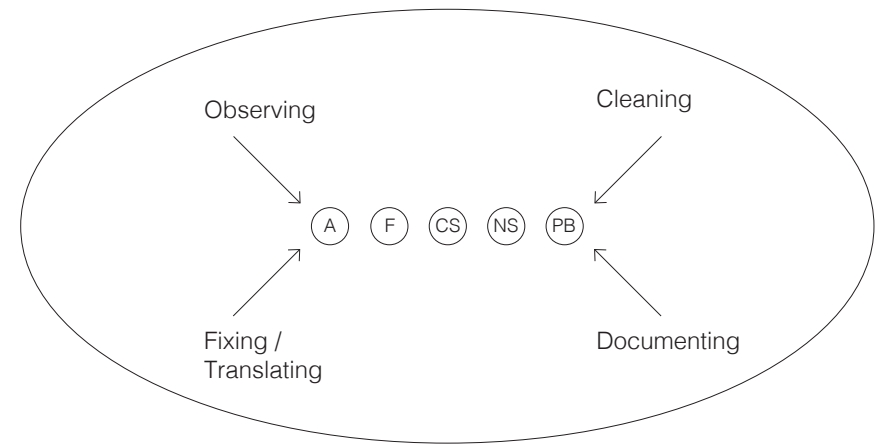 Observing
Cleaning
A F CS NS PB
Fixing /
Translating
Documenting